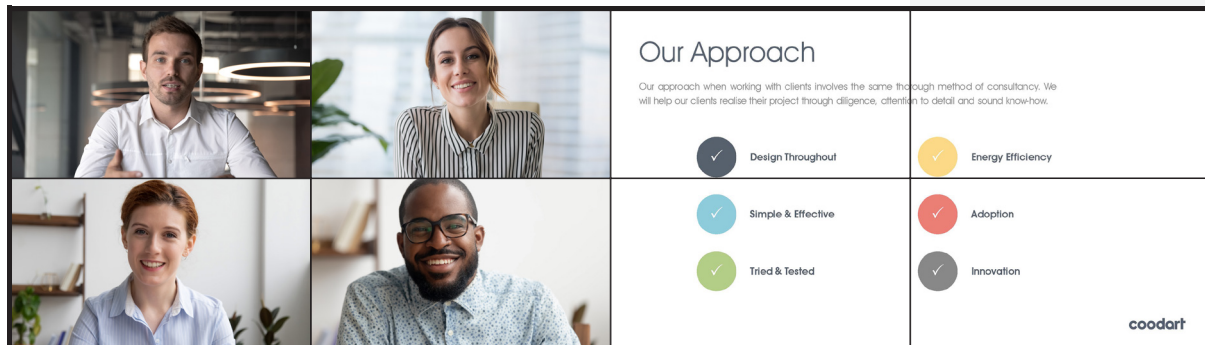 Our Approach
Our approach when working with clients involves the same thorough method of consultancy. We
will help our clients realise their project through diligence, attention to detail and sound know-how.
Design Throughout
Energy Efficiency
Simple & Effective
Adoption
Tried & Tested
Innovation
coodart